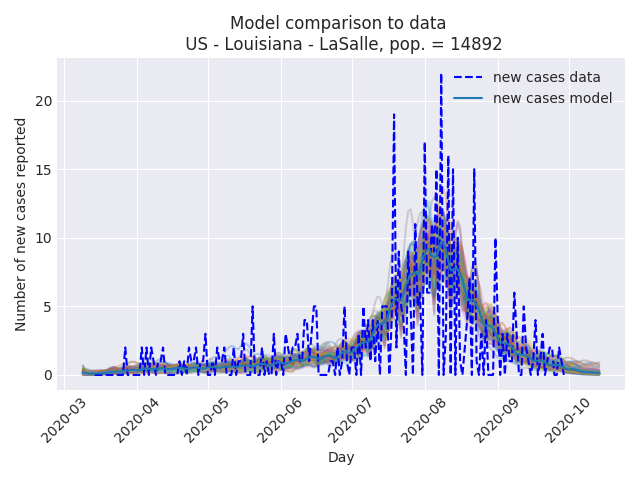 Model comparison to data
US - Louisiana - LaSalle, pop. = 14892
new cases data
new cases model
Number of new cases reported
20
15
10
5
0
2020-03
2020-04
2020-05
2020-06
2020-07
2020-08
2020-09
2020-10
Day